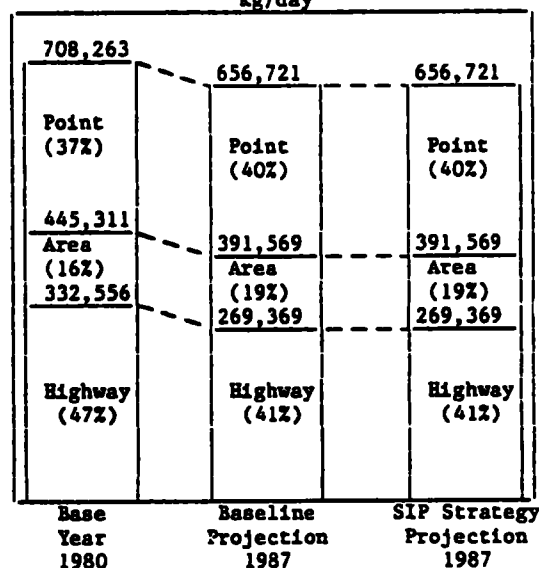 kg/day
708,263
656,721
656,721
Point
(37%)
Point
(40%)
Point
(40%)
445,311
391,569
391,569
Area
(16%)
Area
(19%)
Area
(19%)
332,556
269,369
269,369
Highway
(47%)
Highway
(41%)
Highway
(41%)
Base
Year
1980
Baseline
Projection
1987
SIP Strategy
Projection
1987